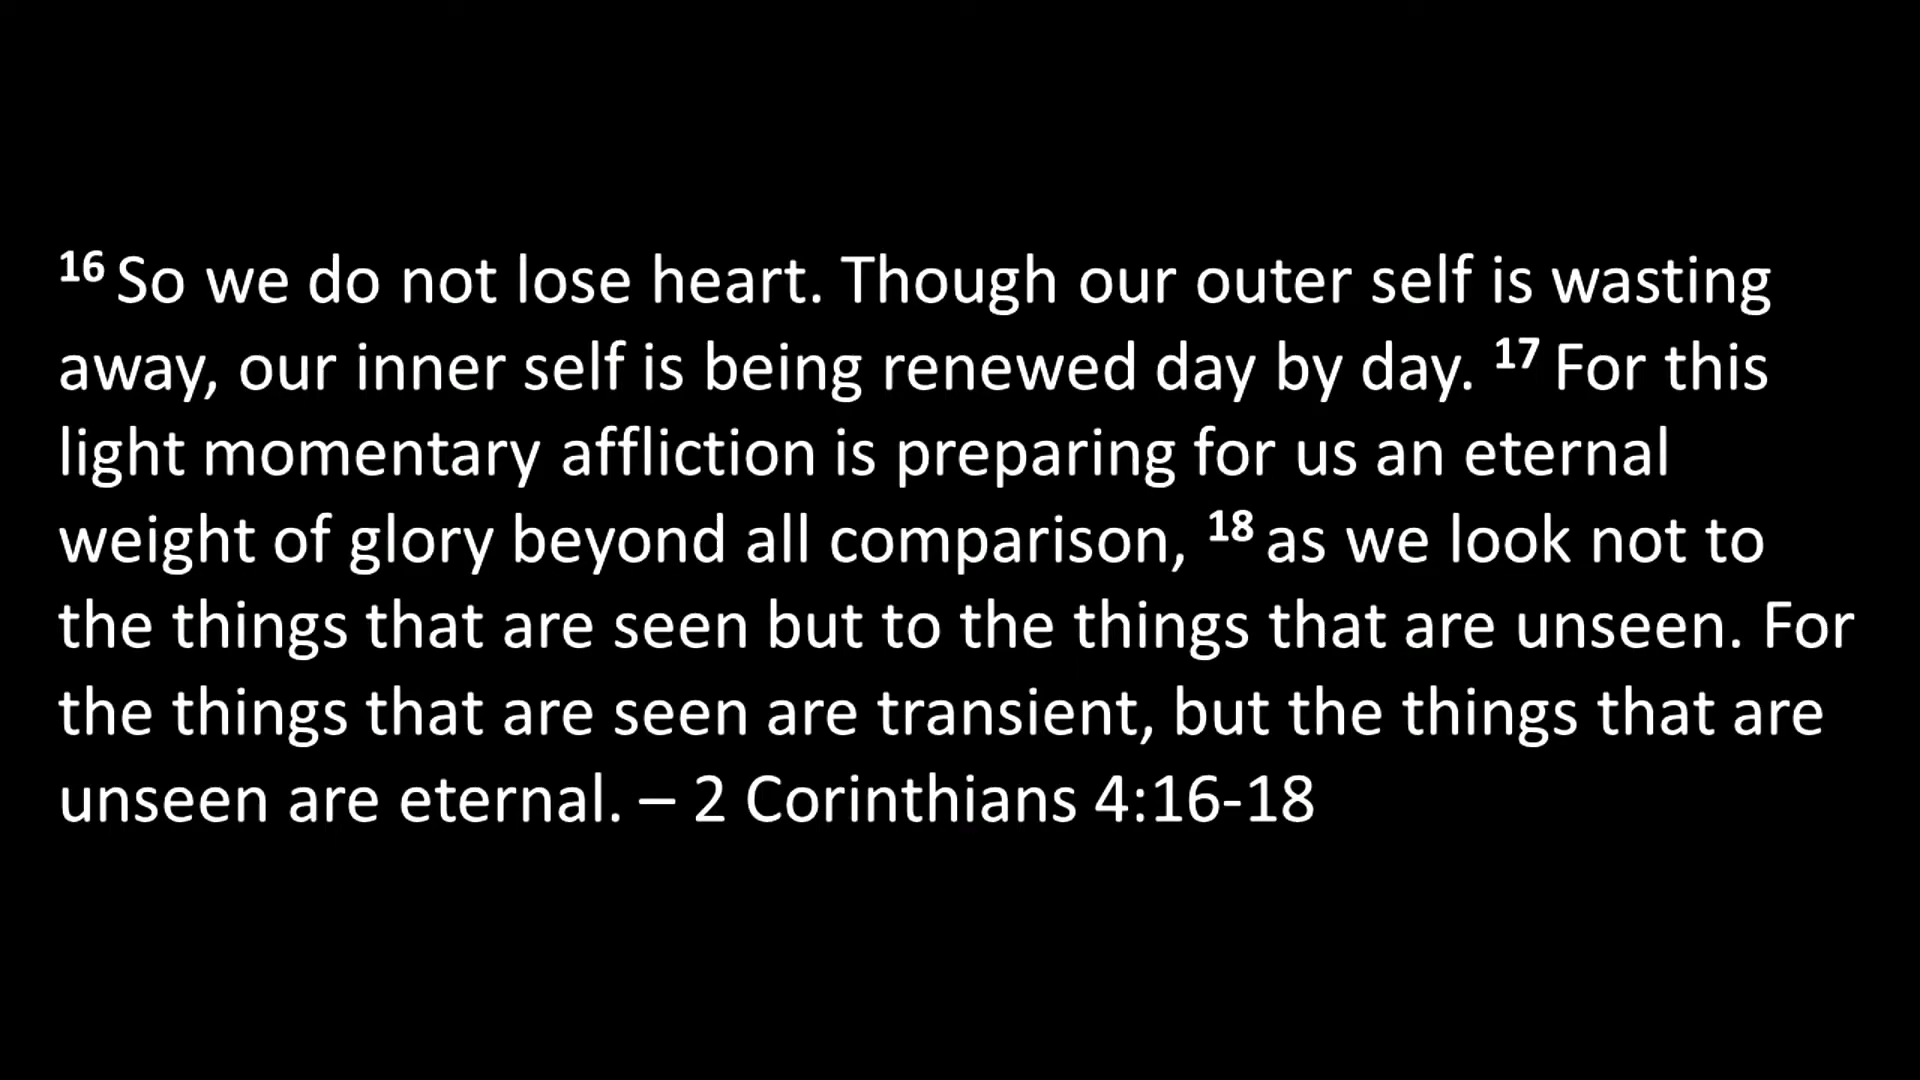 16 So we do not lose heart. Though our outer self is wasting
away, our inner self is being renewed day by day. 17 For this
light momentary affliction is preparing for us an eternal
weight of glory beyond all comparison, 18 as we look not to
the things that are seen but to the things that are unseen. For
the things that are seen are transient, but the things that are
unseen are eternal. – 2 Corinthians 4:16-18